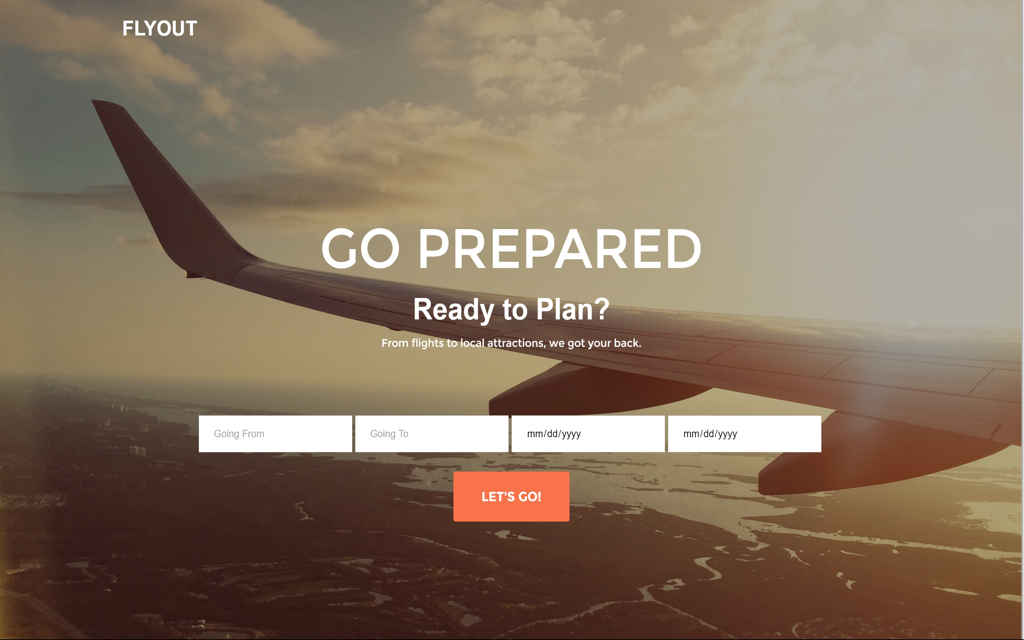 FLYOUT
GO PREPARED
Ready to Plan?
From flights to local attractions, we got your back.
Going From Going To mm/dd/yyyy mm/dd/yyyy
LET'S GO!